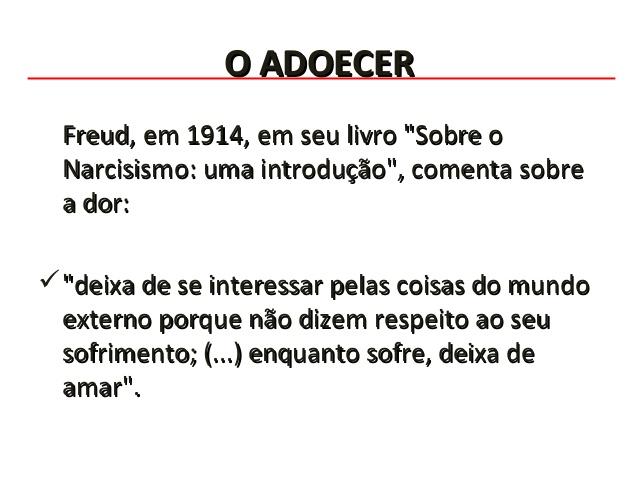 O ADOECER
Freud, em 1914, em seu livro "Sobre o
Narcisismo: uma introdução", comenta sobre
a dor:
✓ "deixa de se interessar pelas coisas do mundo
externo porque não dizem respeito ao seu
sofrimento; (...) enquanto sofre, deixa de
amar".